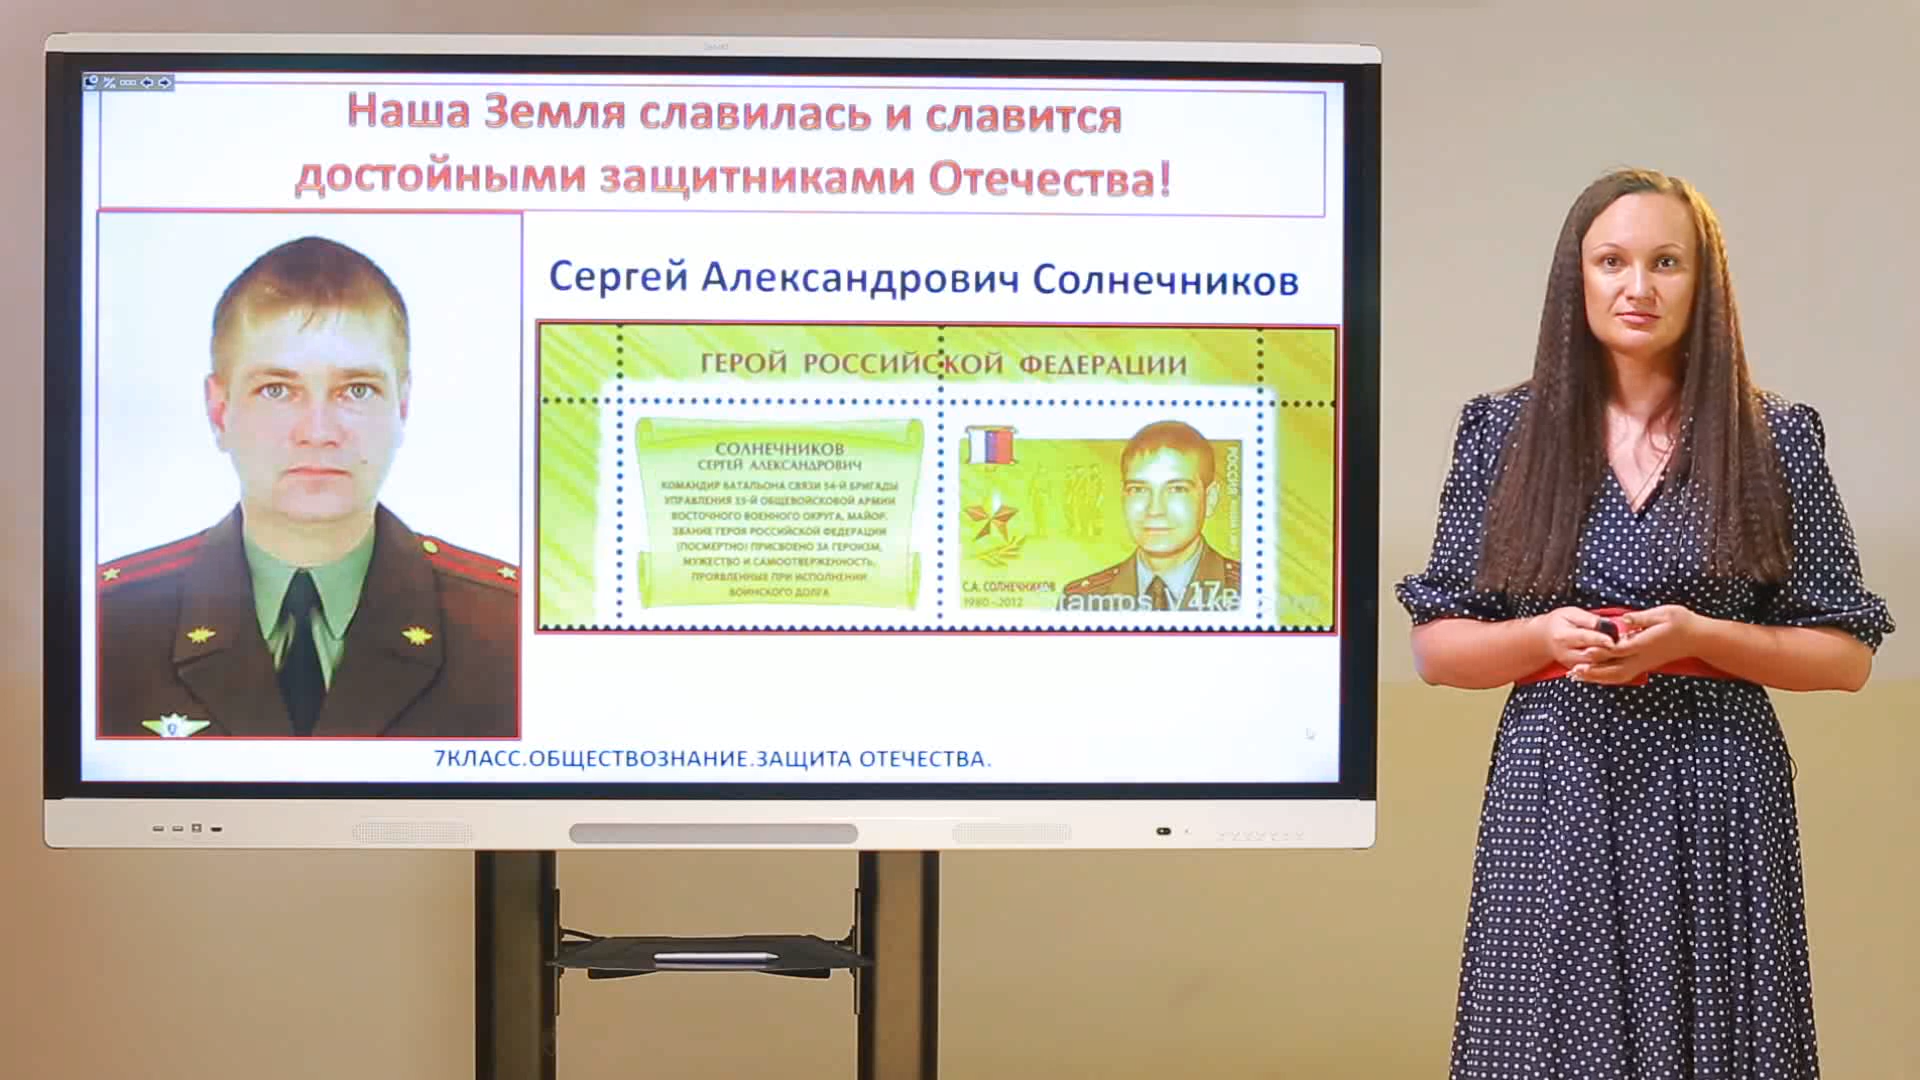 Наша Земля славилась и славится
достойными защитниками Отечества!
Сергей Александрович Солнечников
ГЕРОЙ РОССИЙСКОЙ ФЕДЕРАЦИИ
СОЛНЕЧНИКОВ
СЕРГЕЙ АЛЕКСАНДРОВИЧ
КОМАНДИР БАТАЛЬОНА СВЯЗИ 54-Й БРИГАДЫ
УПРАВЛЕНИЯ 35-Й ОБЩЕВОЙСКОВОЙ АРМИИ
ВОСТОЧНОГО ВОЕННОГО ОКРУГА, МАЙОР.
ЗВАНИЕ ГЕРОЯ РОССИЙСКОЙ ФЕДЕРАЦИИ
(ПОСМЕРТНО) ПРИСВОЕНО ЗА ГЕРОИЗМ,
МУЖЕСТВО И САМООТВЕРЖЕННОСТЬ,
ПРОЯВЛЕННЫЕ ПРИ ИСПОЛНЕНИИ
ВОИНСКОГО ДОЛГА
РОССИЯ
С.А. СОЛНЕЧНИКОВ
1980-2012
17р
7КЛАСС.ОБЩЕСТВОЗНАНИЕ.ЗАЩИТА ОТЕЧЕСТВА.